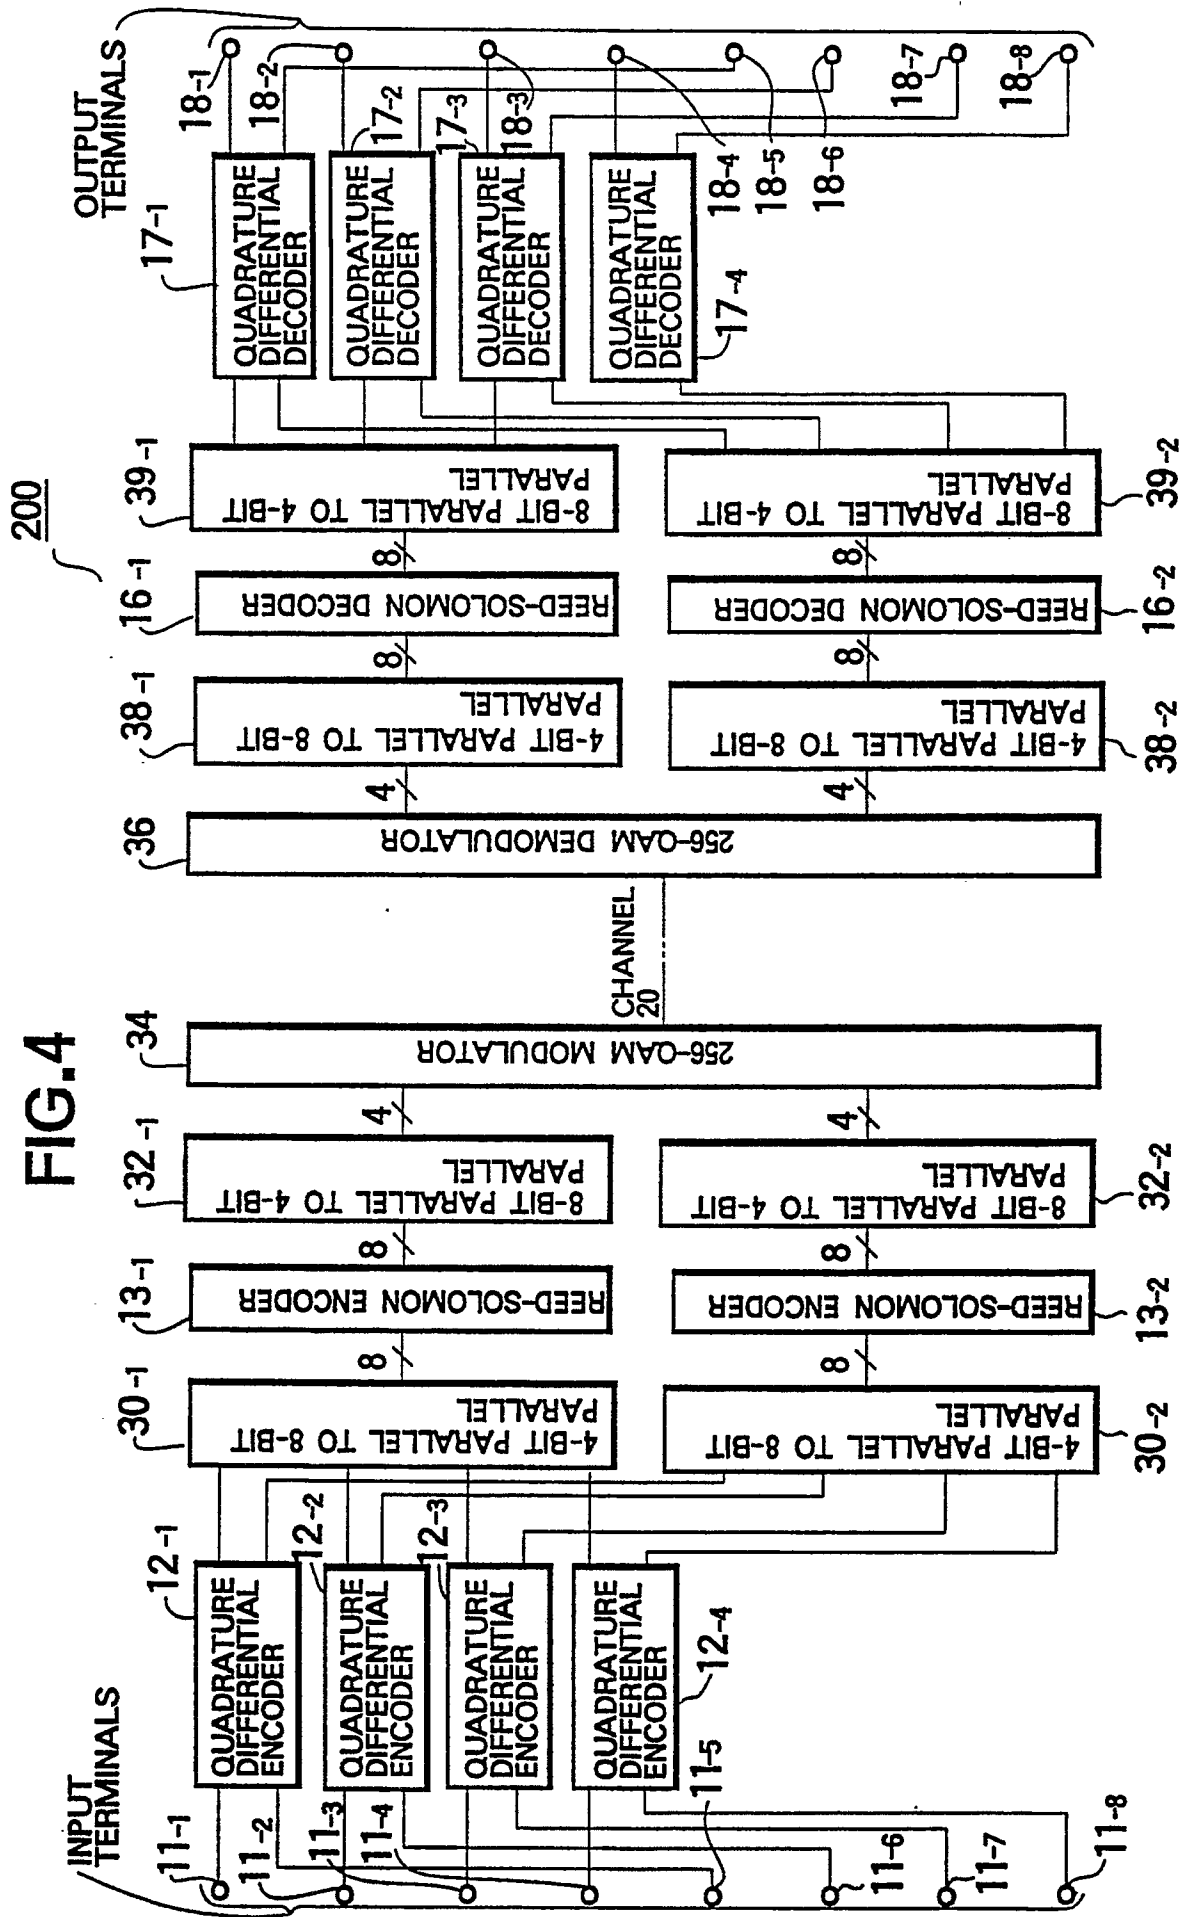 FIG.4
200
INPUT
TERMINALS
11-1
11-2
11-3
11-4
11-5
11-6
11-7
11-8
12-1
QUADRATURE
DIFFERENTIAL
ENCODER
12-2
QUADRATURE
DIFFERENTIAL
ENCODER
12-3
QUADRATURE
DIFFERENTIAL
ENCODER
12-4
QUADRATURE
DIFFERENTIAL
ENCODER
30-1
4-BIT PARALLEL TO 8-BIT
PARALLEL
30-2
4-BIT PARALLEL TO 8-BIT
PARALLEL
8
8
13-1
REED-SOLOMON ENCODER
13-2
REED-SOLOMON ENCODER
8
8
32-1
8-BIT PARALLEL TO 4-BIT
PARALLEL
32-2
8-BIT PARALLEL TO 4-BIT
PARALLEL
4
4
34
256-QAM MODULATOR
CHANNEL
20
36
256-QAM DEMODULATOR
4
4
38-1
4-BIT PARALLEL TO 8-BIT
PARALLEL
38-2
4-BIT PARALLEL TO 8-BIT
PARALLEL
8
8
16-1
REED-SOLOMON DECODER
16-2
REED-SOLOMON DECODER
8
8
39-1
8-BIT PARALLEL TO 4-BIT
PARALLEL
39-2
8-BIT PARALLEL TO 4-BIT
PARALLEL
17-1
QUADRATURE
DIFFERENTIAL
DECODER
17-2
QUADRATURE
DIFFERENTIAL
DECODER
17-3
QUADRATURE
DIFFERENTIAL
DECODER
17-4
QUADRATURE
DIFFERENTIAL
DECODER
OUTPUT
TERMINALS
18-1
18-2
18-3
18-4
18-5
18-6
18-7
18-8